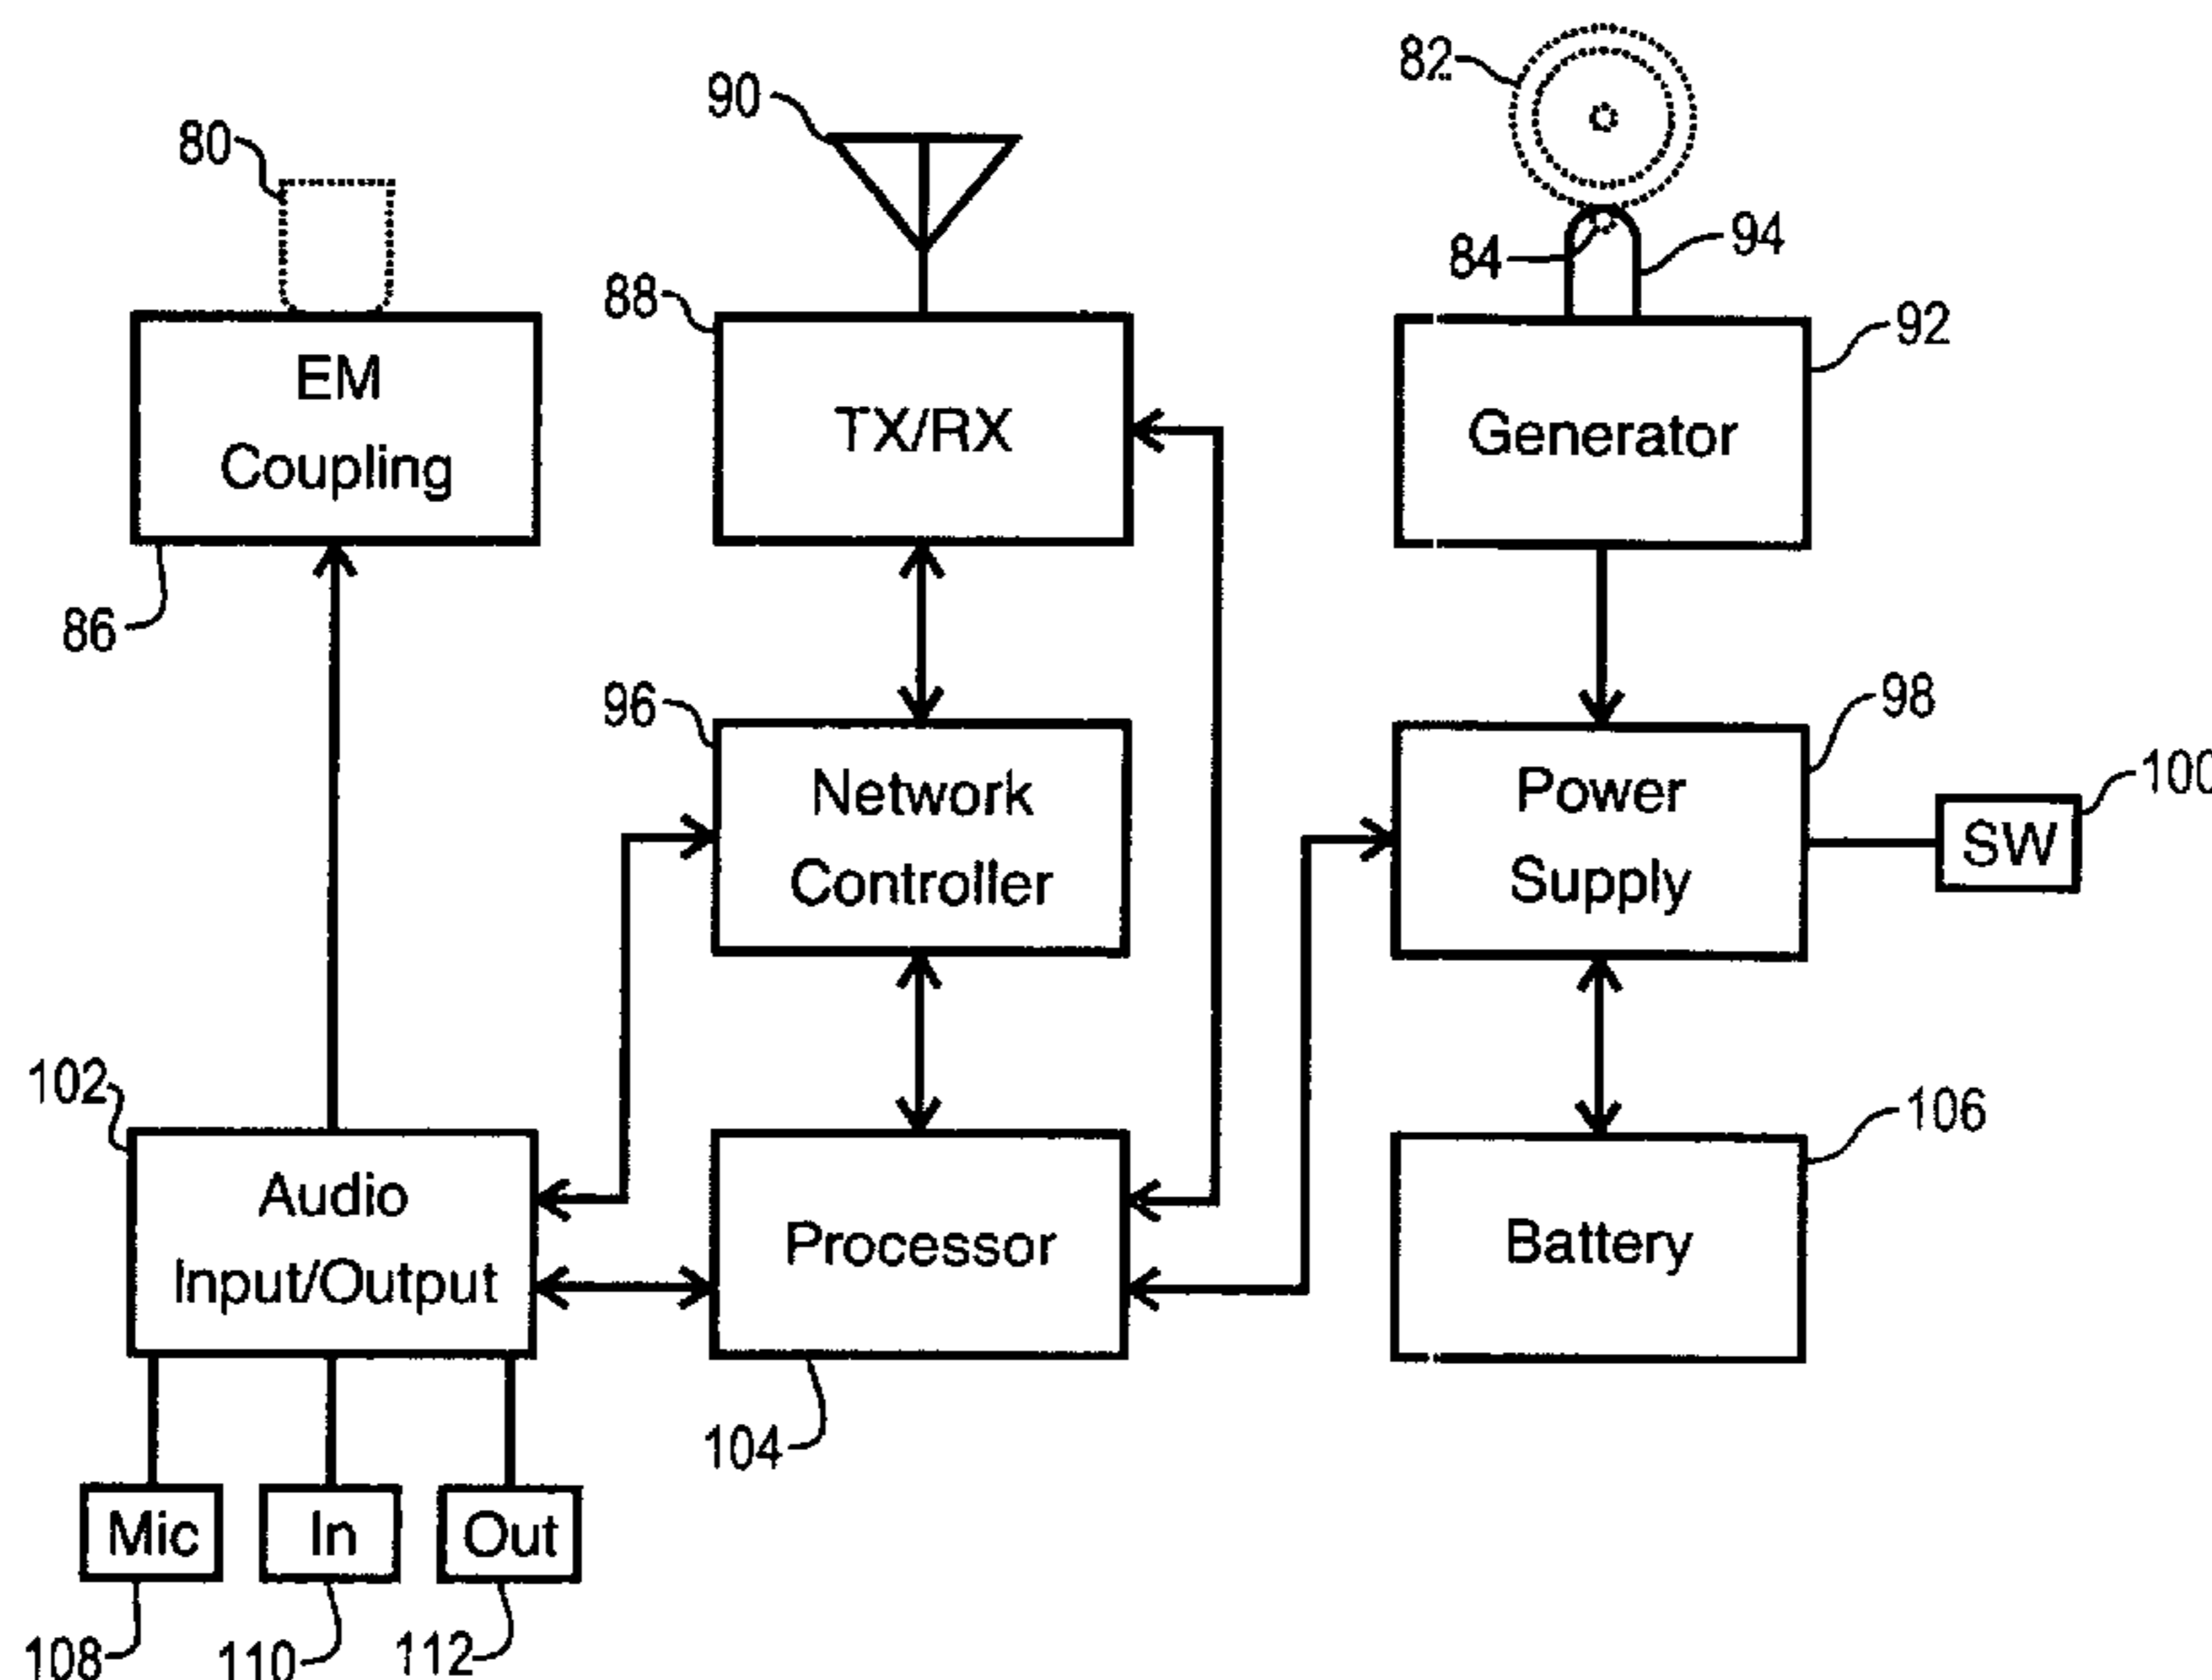 82
90
80
84
94
88
92
EM
Coupling
TX/RX
Generator
86
96
98
100
Network
Controller
Power
Supply
SW
102
106
Audio
Input/Output
Processor
Battery
104
Mic
In
Out
108
110
112